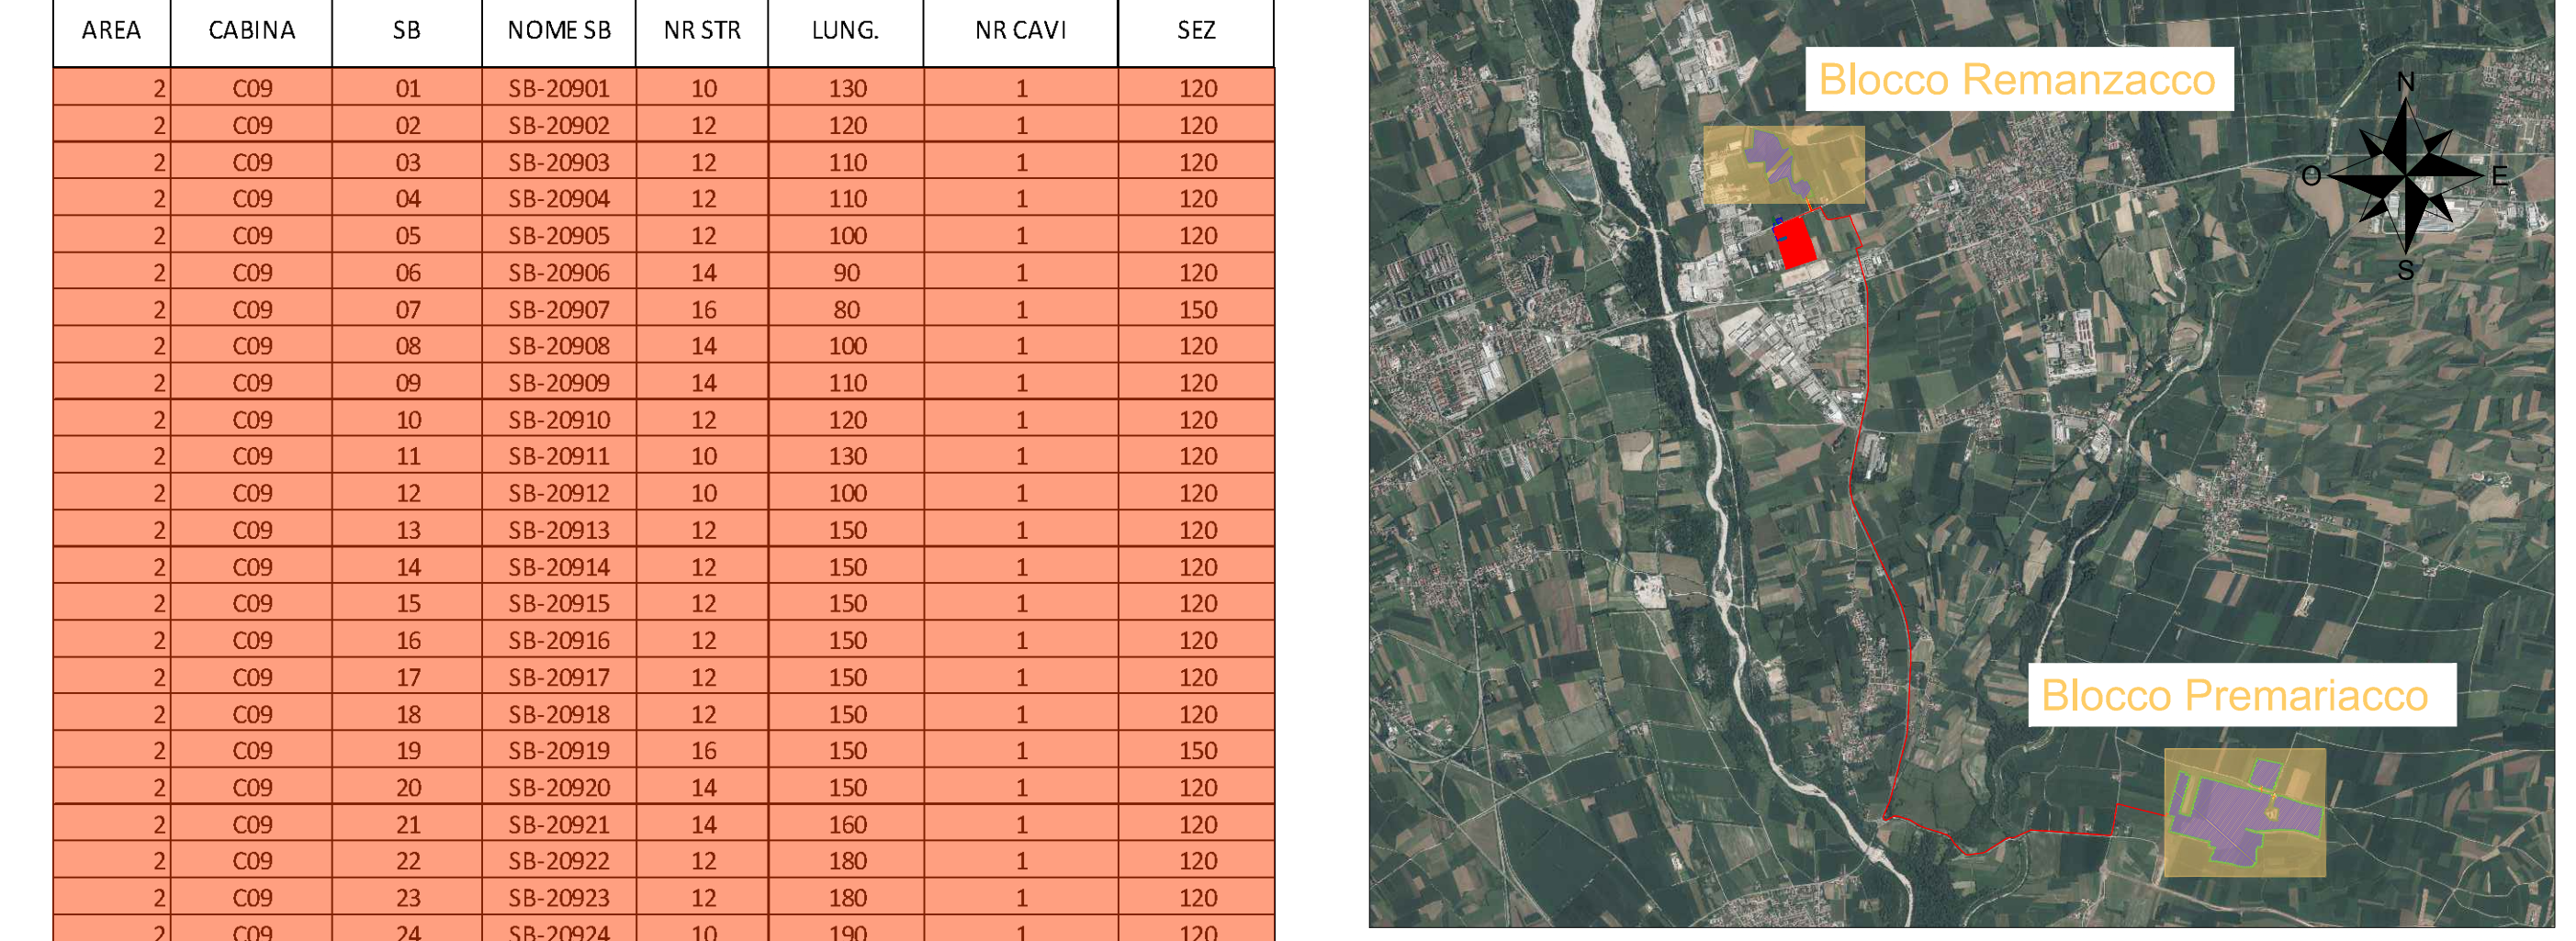 AREA CABINA SB NOME SB NR STR LUNG. NR CAVI SEZ
2 C09 01 SB-20901 10 130 1 120
2 C09 02 SB-20902 12 120 1 120
2 C09 03 SB-20903 12 110 1 120
2 C09 04 SB-20904 12 110 1 120
2 C09 05 SB-20905 12 100 1 120
2 C09 06 SB-20906 14 90 1 120
2 C09 07 SB-20907 16 80 1 150
2 C09 08 SB-20908 14 100 1 120
2 C09 09 SB-20909 14 110 1 120
2 C09 10 SB-20910 12 120 1 120
2 C09 11 SB-20911 10 130 1 120
2 C09 12 SB-20912 10 100 1 120
2 C09 13 SB-20913 12 150 1 120
2 C09 14 SB-20914 12 150 1 120
2 C09 15 SB-20915 12 150 1 120
2 C09 16 SB-20916 12 150 1 120
2 C09 17 SB-20917 12 150 1 120
2 C09 18 SB-20918 12 150 1 120
2 C09 19 SB-20919 16 150 1 150
2 C09 20 SB-20920 14 150 1 120
2 C09 21 SB-20921 14 160 1 120
2 C09 22 SB-20922 12 180 1 120
2 C09 23 SB-20923 12 180 1 120
2 C09 24 SB-20924 10 190 1 120
Blocco Remanzacco
N
O E
S
Blocco Premariacco